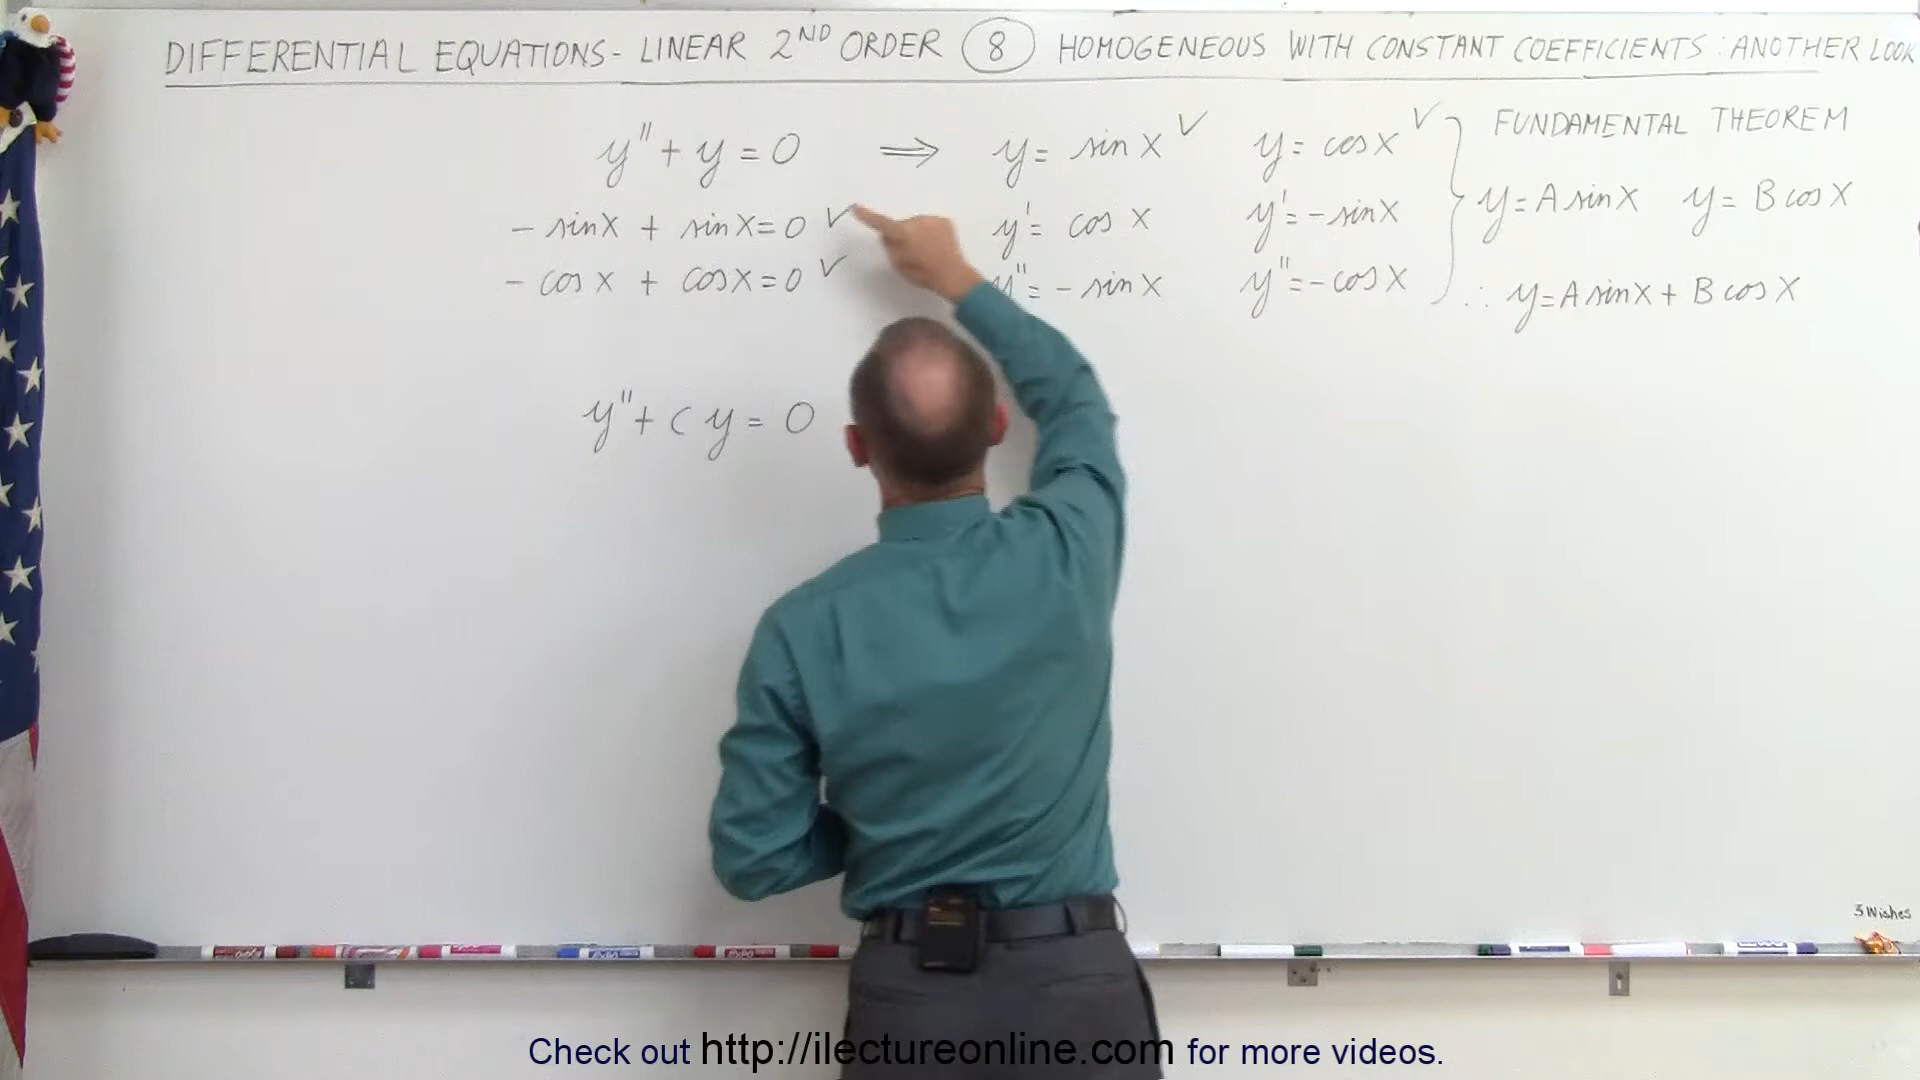 DIFFERENTIAL EQUATIONS - LINEAR 2ND ORDER 8 HOMOGENEOUS WITH CONSTANT COEFFICIENTS : ANOTHER LOOK
y" + y = 0 ⟹ y = sin x ✓ y = cos x ✓ } FUNDAMENTAL THEOREM
- sin x + sin x = 0 ✓ y' = cos x y' = - sin x y = A sin x y = B cos x
- cos x + cos x = 0 ✓ y" = - sin x y" = - cos x ∴ y = A sin x + B cos x
y" + c y = 0
3 Wishes
EXPO
Check out http://ilectureonline.com for more videos.